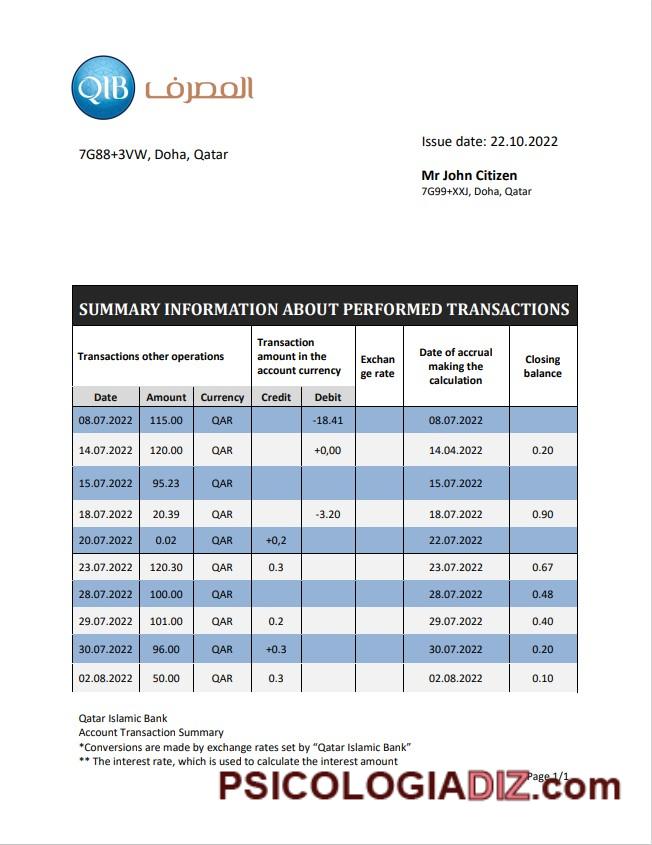 QIB المصرف
Issue date: 22.10.2022
7G88+3VW, Doha, Qatar
Mr John Citizen
7G99+XXJ, Doha, Qatar
SUMMARY INFORMATION ABOUT PERFORMED TRANSACTIONS
Transactions other operations
Transaction
amount in the
account currency
Exchan
ge rate
Date of accrual
making the
calculation
Closing
balance
Date Amount Currency Credit Debit
08.07.2022 115.00 QAR -18.41 08.07.2022
14.07.2022 120.00 QAR +0,00 14.04.2022 0.20
15.07.2022 95.23 QAR 15.07.2022
18.07.2022 20.39 QAR -3.20 18.07.2022 0.90
20.07.2022 0.02 QAR +0,2 22.07.2022
23.07.2022 120.30 QAR 0.3 23.07.2022 0.67
28.07.2022 100.00 QAR 28.07.2022 0.48
29.07.2022 101.00 QAR 0.2 29.07.2022 0.40
30.07.2022 96.00 QAR +0.3 30.07.2022 0.20
02.08.2022 50.00 QAR 0.3 02.08.2022 0.10
Qatar Islamic Bank
Account Transaction Summary
*Conversions are made by exchange rates set by “Qatar Islamic Bank”
** The interest rate, which is used to calculate the interest amount
Page 1/1
PSICOLOGIADIZ.com